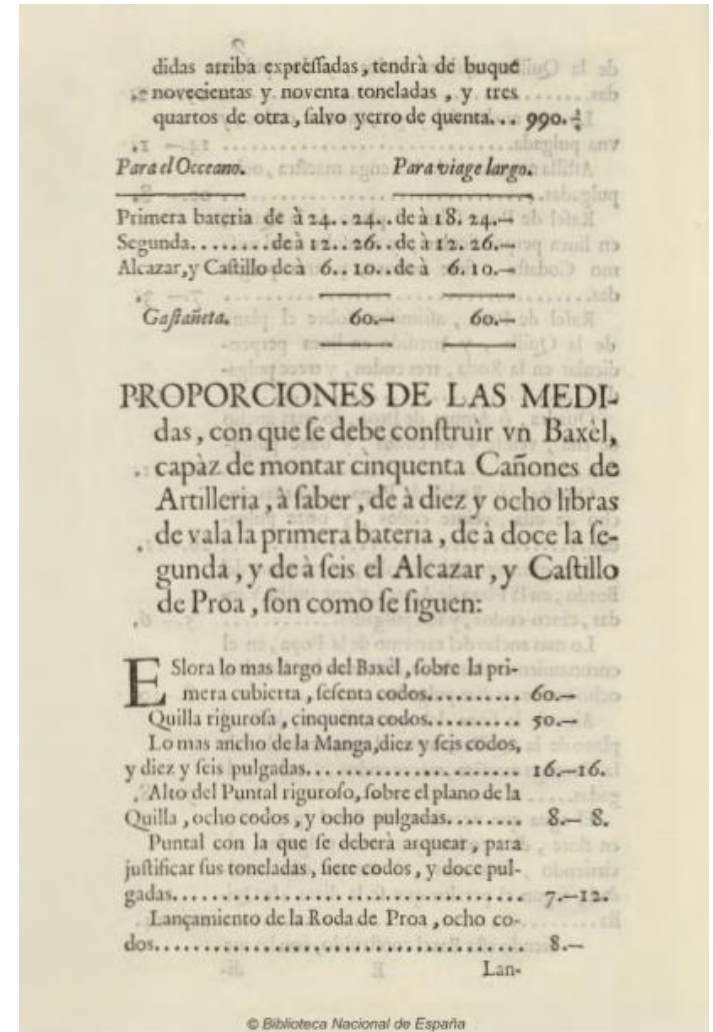 didas arriba expressadas, tendrà de buque
novecientas y noventa toneladas, y tres
quartos de otra, salvo yerro de quenta... 990. 3/4
Para el Occeano. Para viage largo.
Primera bateria de à 24.. 24.. de à 18. 24.—
Segunda........ de à 12.. 26.. de à 12. 26.—
Alcazar, y Castillo de à 6.. 10.. de à 6. 10.—
Gastañeta. 60.— 60.—
PROPORCIONES DE LAS MEDI-
das, con que se debe construìr vn Baxèl,
capàz de montar cinquenta Cañones de
Artilleria, à saber, de à diez y ocho libras
de vala la primera bateria, de à doce la se-
gunda, y de à seis el Alcazar, y Castillo
de Proa, son como se siguen:
ESlora lo mas largo del Baxèl, sobre la pri-
mera cubierta, sesenta codos.......... 60.—
Quilla rigurosa, cinquenta codos.......... 50.—
Lo mas ancho de la Manga, diez y seis codos,
y diez y seis pulgadas..................... 16.—16.
Alto del Puntal riguroso, sobre el plano de la
Quilla, ocho codos, y ocho pulgadas........ 8.— 8.
Puntal con la que se deberà arquear, para
justificar sus toneladas, siete codos, y doce pul-
gadas.................................. 7.—12.
Lançamiento de la Roda de Proa, ocho co-
dos.................................... 8.—
Lan-
© Biblioteca Nacional de España